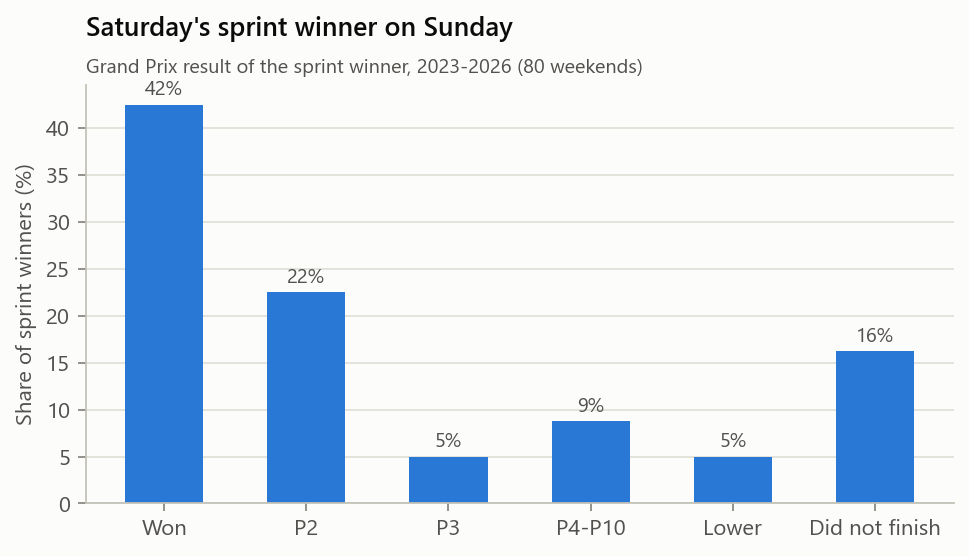 Saturday's sprint winner on Sunday
Grand Prix result of the sprint winner, 2023-2026 (80 weekends)
Share of sprint winners (%)
40
35
30
25
20
15
10
5
0
42%
22%
5%
9%
5%
16%
Won
P2
P3
P4-P10
Lower
Did not finish